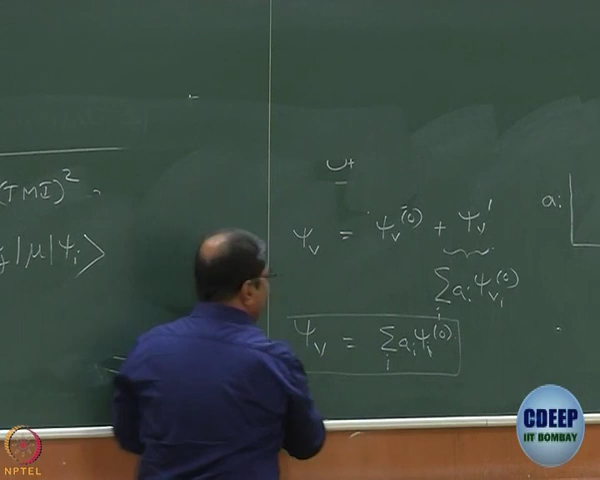 (TMI)²
|μ|ψᵢ⟩
ψᵥ = ψᵥ⁽⁰⁾ + ψᵥ'
∑ᵢ aᵢ ψᵥᵢ⁽⁰⁾
ψᵥ = ∑ᵢ aᵢ ψᵢ⁽⁰⁾
aᵢ
CDEEP
IIT BOMBAY
NPTEL